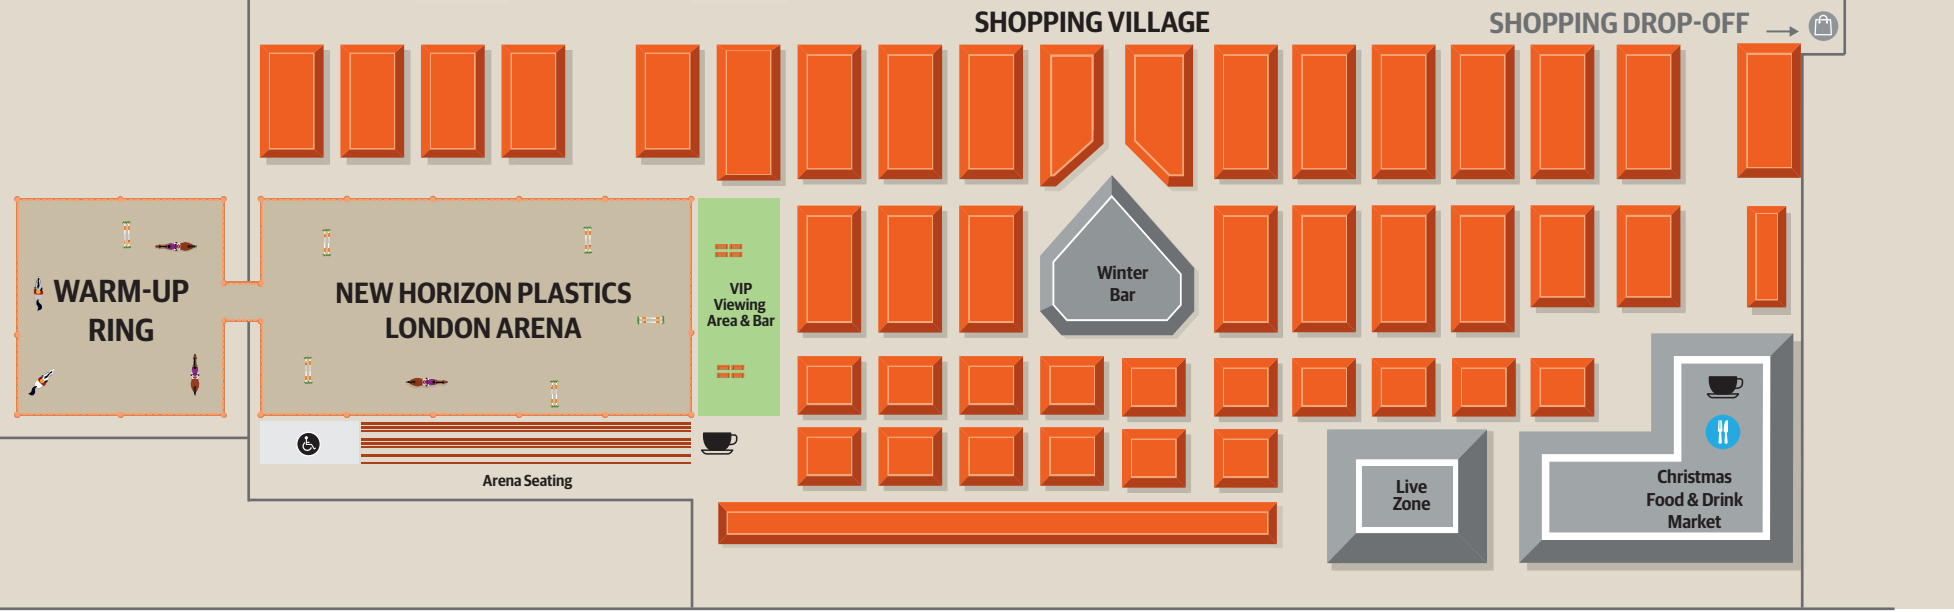 SHOPPING VILLAGE
SHOPPING DROP-OFF
WARM-UP
RING
NEW HORIZON PLASTICS
LONDON ARENA
VIP
Viewing
Area & Bar
Winter
Bar
Arena Seating
Live
Zone
Christmas
Food & Drink
Market